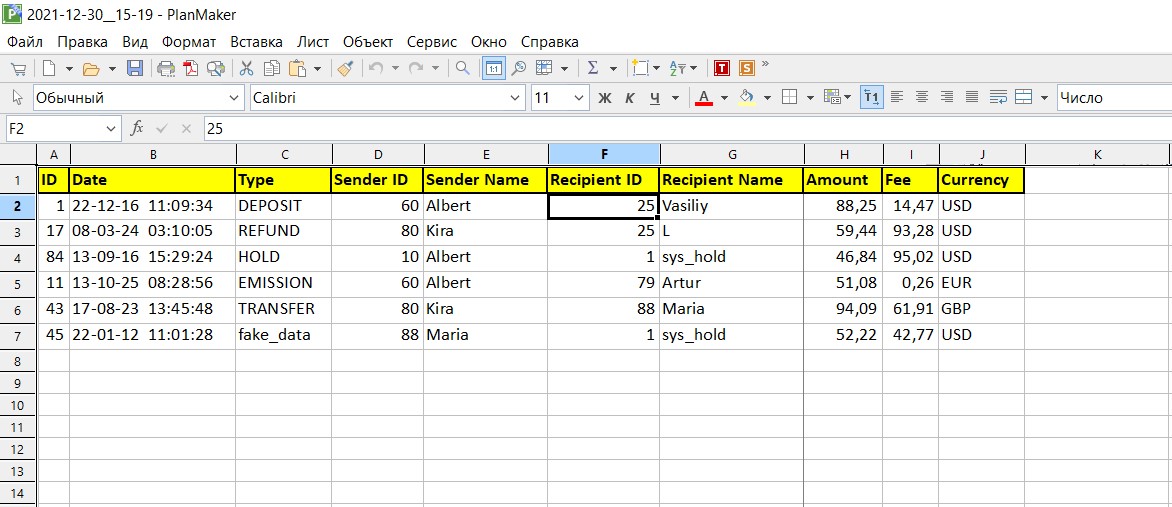 2021-12-30__15-19 - PlanMaker
Файл Правка Вид Формат Вставка Лист Объект Сервис Окно Справка
Обычный Calibri 11 Ж К Ч A T1 Число
F2 fx 25
A B C D E F G H I J K
1 ID Date Type Sender ID Sender Name Recipient ID Recipient Name Amount Fee Currency
2 1 22-12-16 11:09:34 DEPOSIT 60 Albert 25 Vasiliy 88,25 14,47 USD
3 17 08-03-24 03:10:05 REFUND 80 Kira 25 L 59,44 93,28 USD
4 84 13-09-16 15:29:24 HOLD 10 Albert 1 sys_hold 46,84 95,02 USD
5 11 13-10-25 08:28:56 EMISSION 60 Albert 79 Artur 51,08 0,26 EUR
6 43 17-08-23 13:45:48 TRANSFER 80 Kira 88 Maria 94,09 61,91 GBP
7 45 22-01-12 11:01:28 fake_data 88 Maria 1 sys_hold 52,22 42,77 USD
8
9
10
11
12
13
14